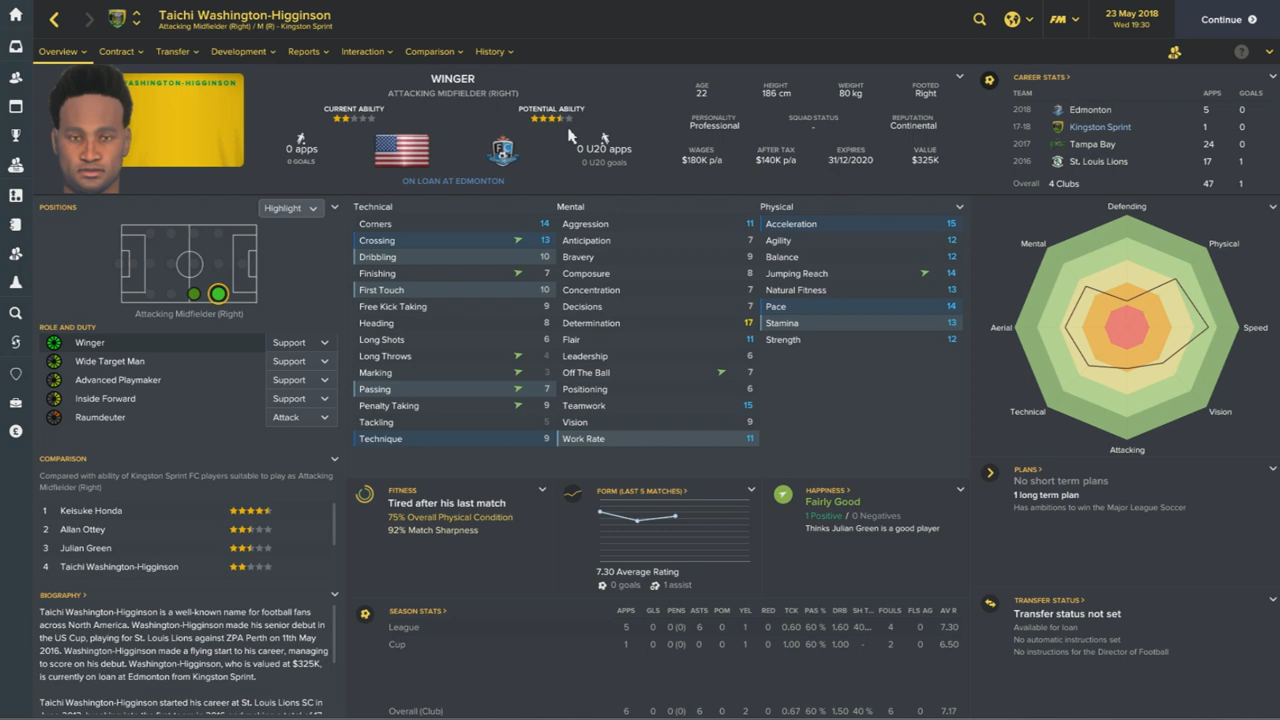 Taichi Washington-Higginson
Attacking Midfielder (Right) / M (R) - Kingston Sprint
FM
23 May 2018
Wed 19:30
Continue
Overview
Contract
Transfer
Development
Reports
Interaction
Comparison
History
WASHINGTON-HIGGINSON
WINGER
ATTACKING MIDFIELDER (RIGHT)
CURRENT ABILITY
POTENTIAL ABILITY
0 apps
0 GOALS
0 U20 apps
0 U20 goals
ON LOAN AT EDMONTON
AGE
22
HEIGHT
186 cm
WEIGHT
80 kg
FOOTED
Right
PERSONALITY
Professional
SQUAD STATUS
-
REPUTATION
Continental
WAGES
$180K p/a
AFTER TAX
$140K p/a
EXPIRES
31/12/2020
VALUE
$325K
CAREER STATS >
TEAM APPS GOALS
2018 Edmonton 5 0
17-18 Kingston Sprint 1 0
2017 Tampa Bay 24 0
2016 St. Louis Lions 17 1
Overall 4 Clubs 47 1
POSITIONS
Highlight
Attacking Midfielder (Right)
ROLE AND DUTY
Winger Support
Wide Target Man Support
Advanced Playmaker Support
Inside Forward Support
Raumdeuter Attack
COMPARISON
Compared with ability of Kingston Sprint FC players suitable to play as Attacking
Midfielder (Right)
1 Keisuke Honda
2 Allan Ottey
3 Julian Green
4 Taichi Washington-Higginson
BIOGRAPHY >
Taichi Washington-Higginson is a well-known name for football fans
across North America. Washington-Higginson made his senior debut in
the US Cup, playing for St. Louis Lions against ZPA Perth on 11th May
2016. Washington-Higginson made a flying start to his career, managing
to score on his debut. Washington-Higginson, who is valued at $325K,
is currently on loan at Edmonton from Kingston Sprint.
Taichi Washington-Higginson started his career at St. Louis Lions SC in
Technical
Corners 14
Crossing 13
Dribbling 10
Finishing 7
First Touch 10
Free Kick Taking 9
Heading 8
Long Shots 6
Long Throws 4
Marking 3
Passing 7
Penalty Taking 9
Tackling 5
Technique 9
Mental
Aggression 11
Anticipation 7
Bravery 9
Composure 8
Concentration 7
Decisions 7
Determination 17
Flair 11
Leadership 6
Off The Ball 7
Positioning 6
Teamwork 15
Vision 9
Work Rate 11
Physical
Acceleration 15
Agility 12
Balance 12
Jumping Reach 14
Natural Fitness 13
Pace 14
Stamina 13
Strength 12
Defending
Mental
Physical
Aerial
Speed
Technical
Vision
Attacking
FITNESS
Tired after his last match
75% Overall Physical Condition
92% Match Sharpness
FORM (LAST 5 MATCHES) >
7.30 Average Rating
0 goals 1 assist
HAPPINESS >
Fairly Good
1 Positive / 0 Negatives
Thinks Julian Green is a good player
PLANS >
No short term plans
1 long term plan
Has ambitions to win the Major League Soccer
SEASON STATS >
APPS GLS PENS ASTS POM YEL RED TCK PAS % DRB SH T... FOULS FLS AG AV R
League 5 0 0 (0) 6 0 1 0 0.60 60 % 1.60 40... 4 0 7.30
Cup 1 0 0 (0) 0 0 1 0 1.00 60 % 1.00 - 2 0 6.50
Overall (Club) 6 0 0 (0) 6 0 2 0 0.67 60 % 1.50 40 % 6 0 7.17
TRANSFER STATUS >
Transfer status not set
Available for loan
No automatic instructions set
No instructions for the Director of Football